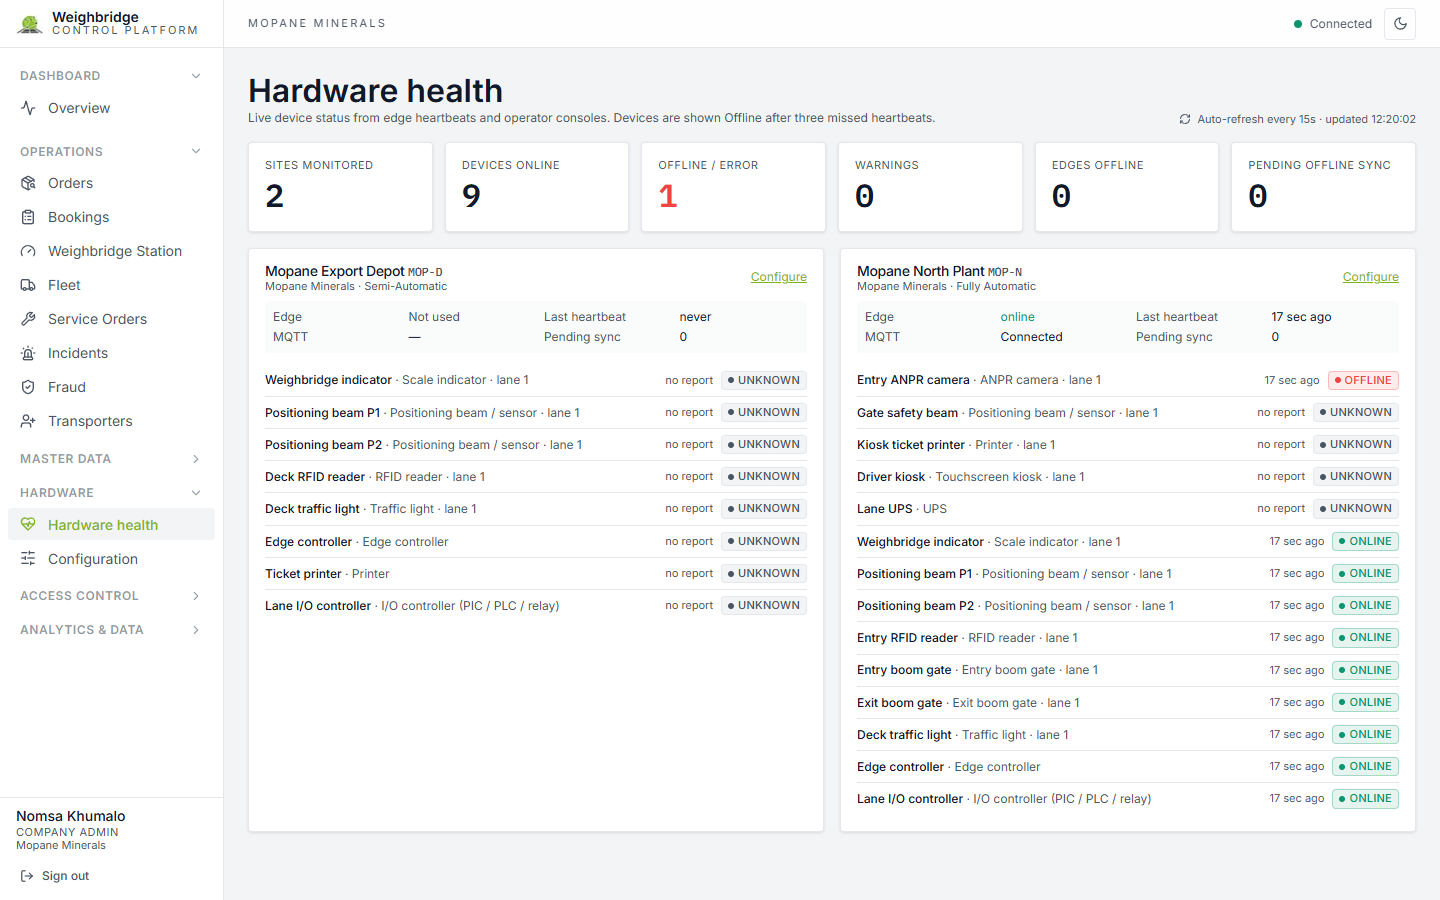 Weighbridge
CONTROL PLATFORM
MOPANE MINERALS
Connected
DASHBOARD
Overview
OPERATIONS
Orders
Bookings
Weighbridge Station
Fleet
Service Orders
Incidents
Fraud
Transporters
MASTER DATA
HARDWARE
Hardware health
Configuration
ACCESS CONTROL
ANALYTICS & DATA
Nomsa Khumalo
COMPANY ADMIN
Mopane Minerals
Sign out
Hardware health
Live device status from edge heartbeats and operator consoles. Devices are shown Offline after three missed heartbeats.
Auto-refresh every 15s · updated 12:20:02
SITES MONITORED
2
DEVICES ONLINE
9
OFFLINE / ERROR
1
WARNINGS
0
EDGES OFFLINE
0
PENDING OFFLINE SYNC
0
Mopane Export Depot MOP-D
Mopane Minerals · Semi-Automatic
Configure
Edge Not used Last heartbeat never
MQTT — Pending sync 0
Weighbridge indicator · Scale indicator · lane 1 no report UNKNOWN
Positioning beam P1 · Positioning beam / sensor · lane 1 no report UNKNOWN
Positioning beam P2 · Positioning beam / sensor · lane 1 no report UNKNOWN
Deck RFID reader · RFID reader · lane 1 no report UNKNOWN
Deck traffic light · Traffic light · lane 1 no report UNKNOWN
Edge controller · Edge controller no report UNKNOWN
Ticket printer · Printer no report UNKNOWN
Lane I/O controller · I/O controller (PIC / PLC / relay) no report UNKNOWN
Mopane North Plant MOP-N
Mopane Minerals · Fully Automatic
Configure
Edge online Last heartbeat 17 sec ago
MQTT Connected Pending sync 0
Entry ANPR camera · ANPR camera · lane 1 17 sec ago OFFLINE
Gate safety beam · Positioning beam / sensor · lane 1 no report UNKNOWN
Kiosk ticket printer · Printer · lane 1 no report UNKNOWN
Driver kiosk · Touchscreen kiosk · lane 1 no report UNKNOWN
Lane UPS · UPS no report UNKNOWN
Weighbridge indicator · Scale indicator · lane 1 17 sec ago ONLINE
Positioning beam P1 · Positioning beam / sensor · lane 1 17 sec ago ONLINE
Positioning beam P2 · Positioning beam / sensor · lane 1 17 sec ago ONLINE
Entry RFID reader · RFID reader · lane 1 17 sec ago ONLINE
Entry boom gate · Entry boom gate · lane 1 17 sec ago ONLINE
Exit boom gate · Exit boom gate · lane 1 17 sec ago ONLINE
Deck traffic light · Traffic light · lane 1 17 sec ago ONLINE
Edge controller · Edge controller 17 sec ago ONLINE
Lane I/O controller · I/O controller (PIC / PLC / relay) 17 sec ago ONLINE